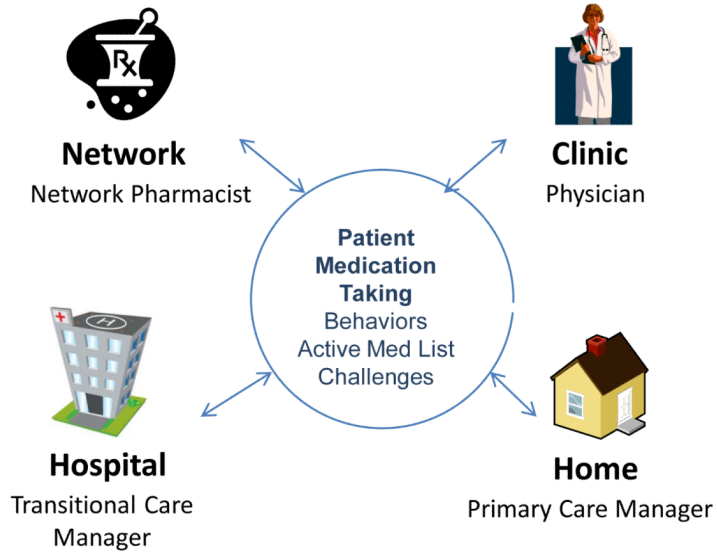 Rx
Network
Network Pharmacist
Clinic
Physician
Patient
Medication
Taking
Behaviors
Active Med List
Challenges
H
Hospital
Transitional Care
Manager
Home
Primary Care Manager